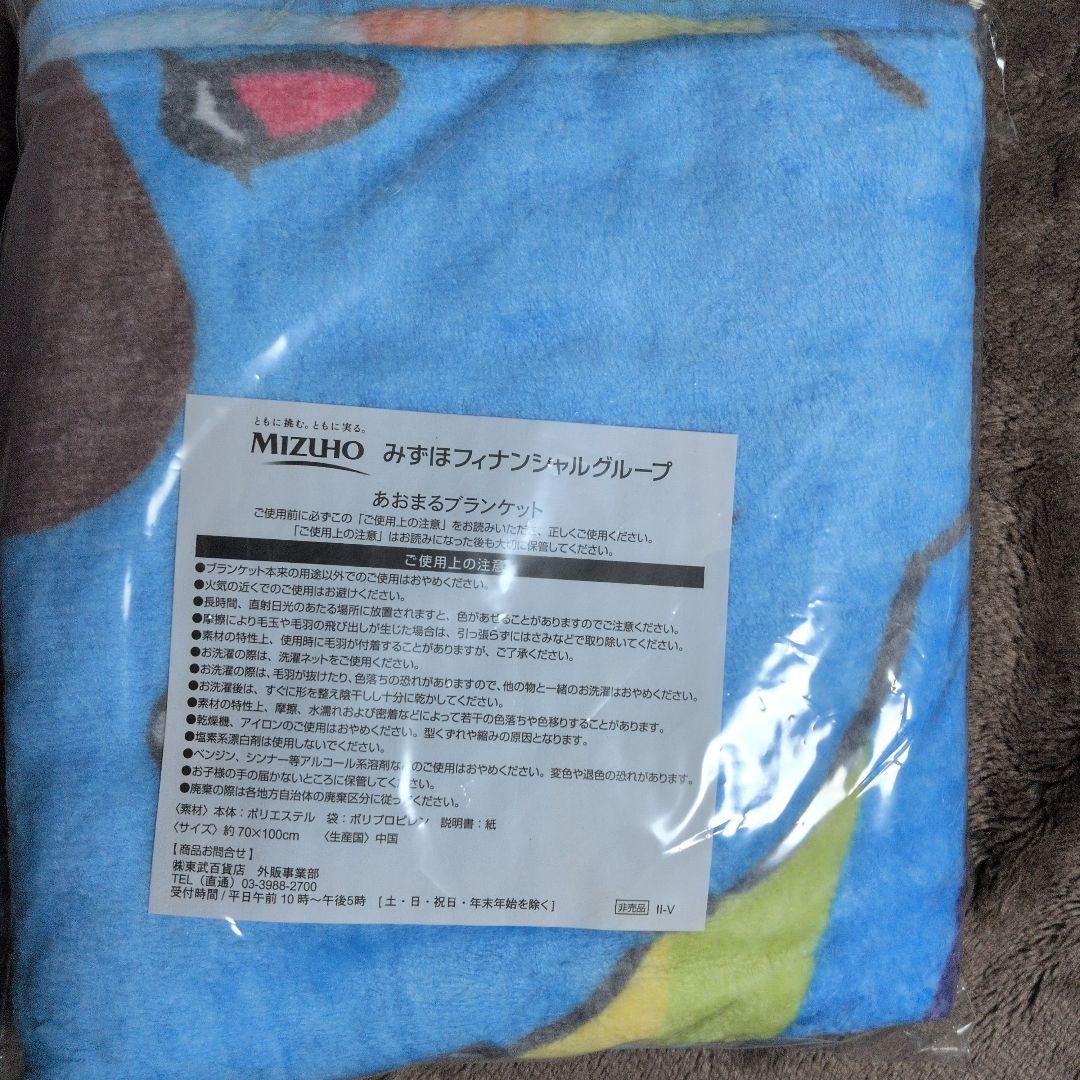 ともに挑む。ともに実る。
MIZUHO みずほフィナンシャルグループ
あおまるブランケット
ご使用前に必ずこの「ご使用上の注意」をお読みいただき、正しくご使用ください。
「ご使用上の注意」はお読みになった後も大切に保管してください。
ご使用上の注意
●ブランケット本来の用途以外でのご使用はおやめください。
●火気の近くでのご使用はお避けください。
●長時間、直射日光のあたる場所に放置されますと、色があせることがありますのでご注意ください。
●摩擦により毛玉や毛羽の飛び出しが生じた場合は、引っ張らずにはさみなどで取り除いてください。
●素材の特性上、使用時に毛羽が付着することがありますが、ご了承ください。
●お洗濯の際は、洗濯ネットをご使用ください。
●お洗濯の際は、毛羽が抜けたり、色落ちの恐れがありますので、他の物と一緒のお洗濯はおやめください。
●お洗濯後は、すぐに形を整え陰干しし十分に乾かしてください。
●素材の特性上、摩擦、水濡れおよび密着などによって若干の色落ちや色移りすることがあります。
●乾燥機、アイロンのご使用はおやめください。型くずれや縮みの原因となります。
●塩素系漂白剤は使用しないでください。
●ベンジン、シンナー等アルコール系溶剤などのご使用はおやめください。変色や退色の恐れがあります。
●お子様の手の届かないところに保管してください。
●廃棄の際は各地方自治体の廃棄区分に従ってください。
〈素材〉本体:ポリエステル 袋:ポリプロピレン 説明書:紙
〈サイズ〉約70×100cm 〈生産国〉中国
【商品お問合せ】
㈱東武百貨店 外販事業部
TEL(直通)03-3988-2700
受付時間/平日午前10時〜午後5時 [土・日・祝日・年末年始を除く] 非売品 II-V